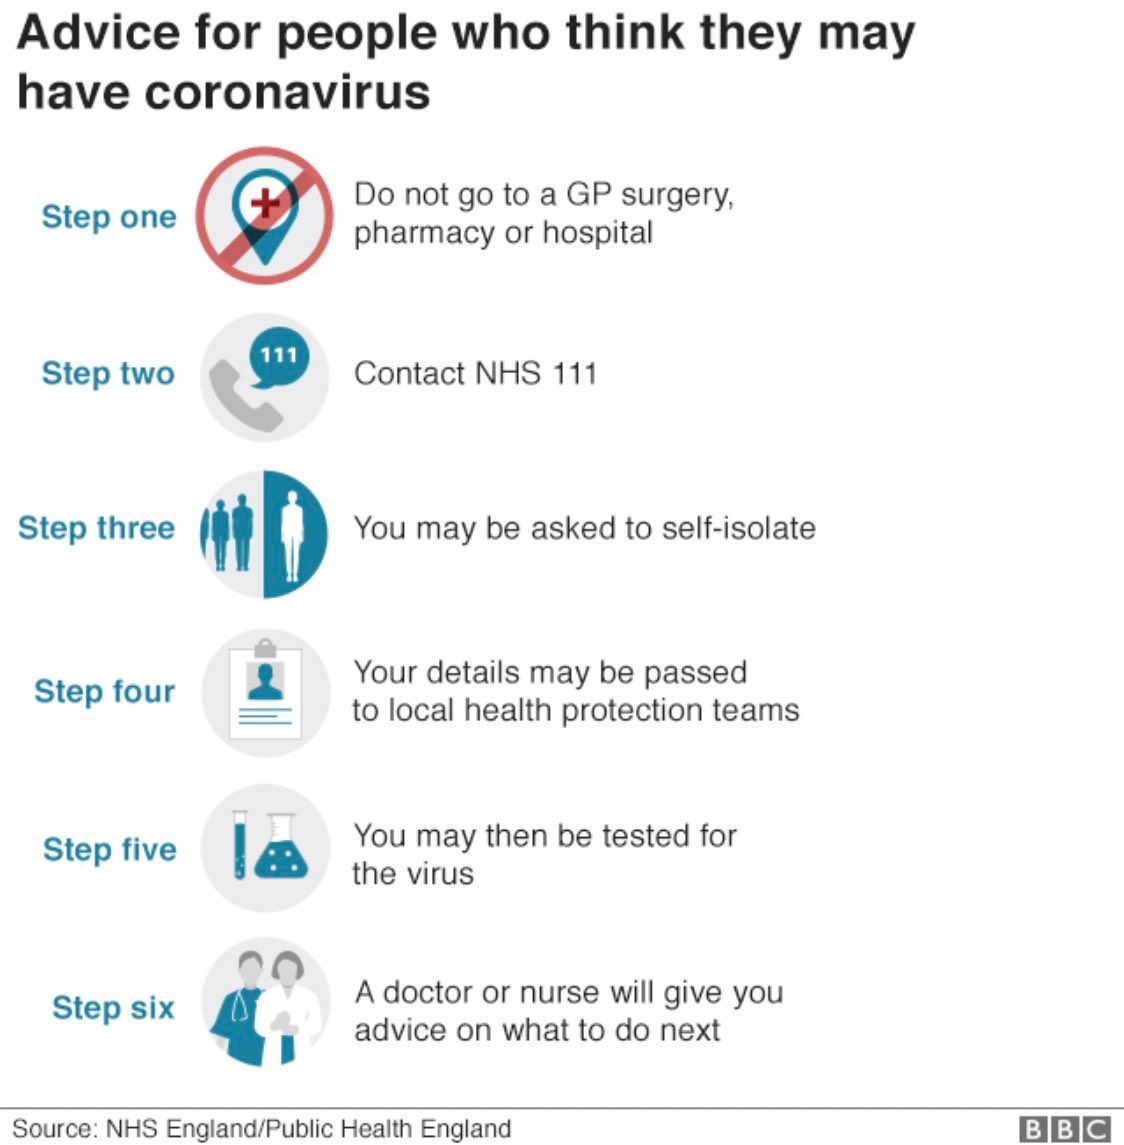 Advice for people who think they may
have coronavirus
Step one
Do not go to a GP surgery,
pharmacy or hospital
Step two
111
Contact NHS 111
Step three
You may be asked to self-isolate
Step four
Your details may be passed
to local health protection teams
Step five
You may then be tested for
the virus
Step six
A doctor or nurse will give you
advice on what to do next
Source: NHS England/Public Health England
BBC